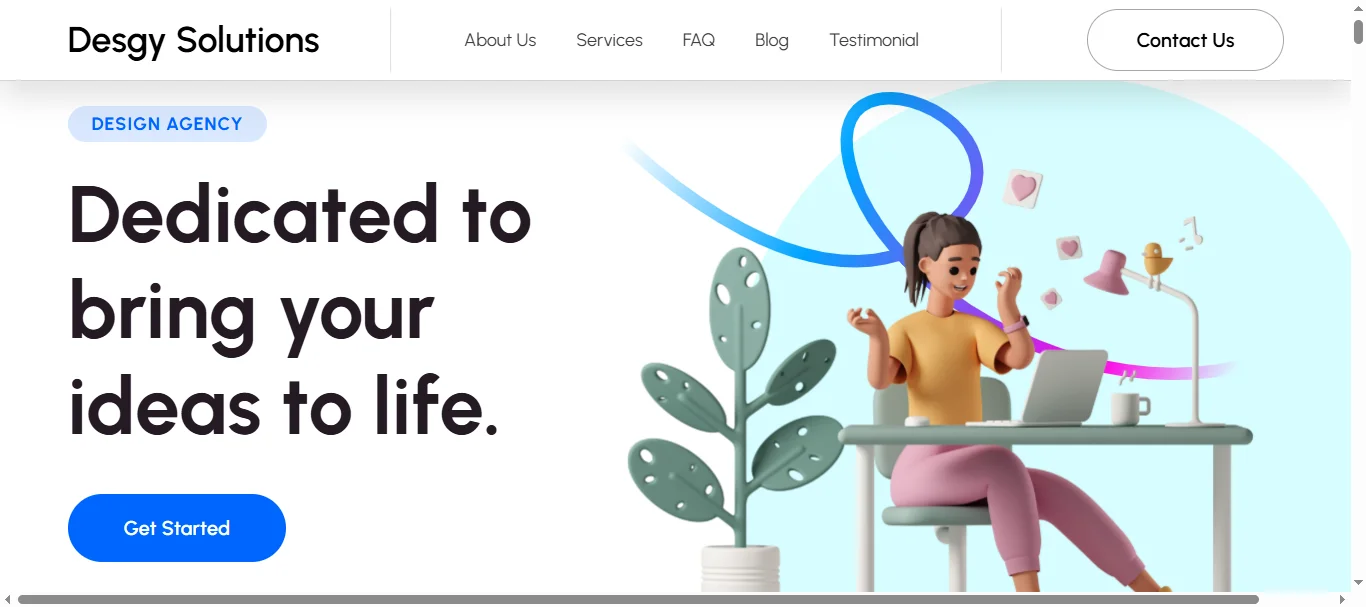 Desgy Solutions
About Us
Services
FAQ
Blog
Testimonial
Contact Us
DESIGN AGENCY
Dedicated to
bring your
ideas to life.
Get Started